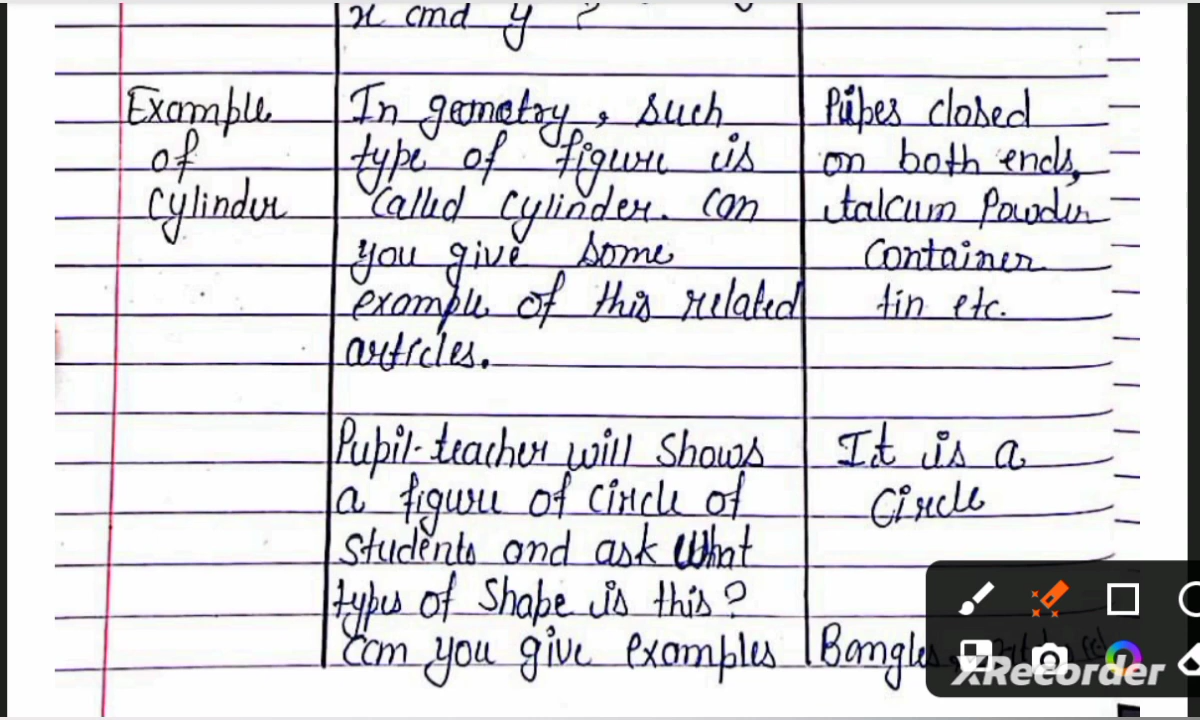 x and y ?
Example
of
Cylinder
In geometry, such
type of figure is
called cylinder. Can
you give some
example of this related
articles.
Pipes closed
on both ends,
talcum Powder
Container
tin etc.
Pupil-teacher will Shows
a figure of circle of
students and ask What
types of Shape is this?
Can you give examples
It is a
Circle
Bangles
XRecorder